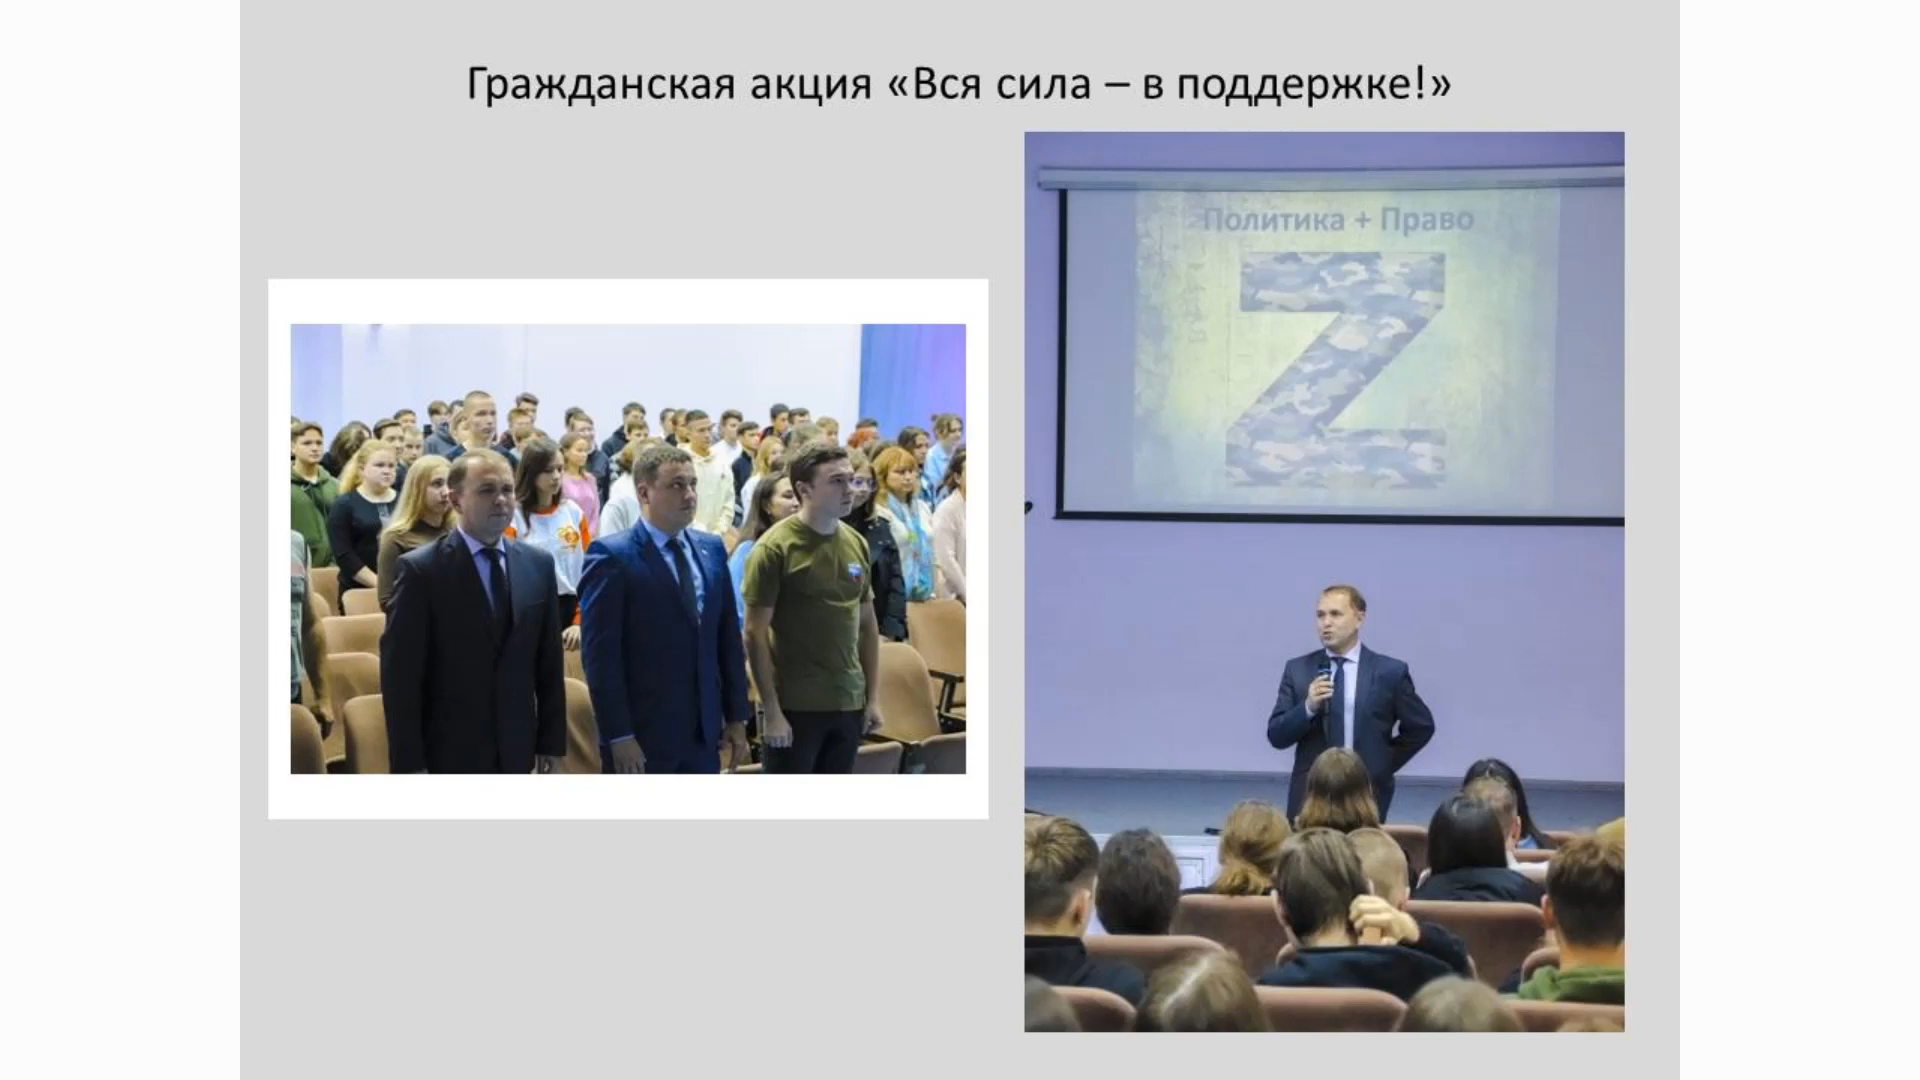 Гражданская акция «Вся сила – в поддержке!»
Политика + Право
Z